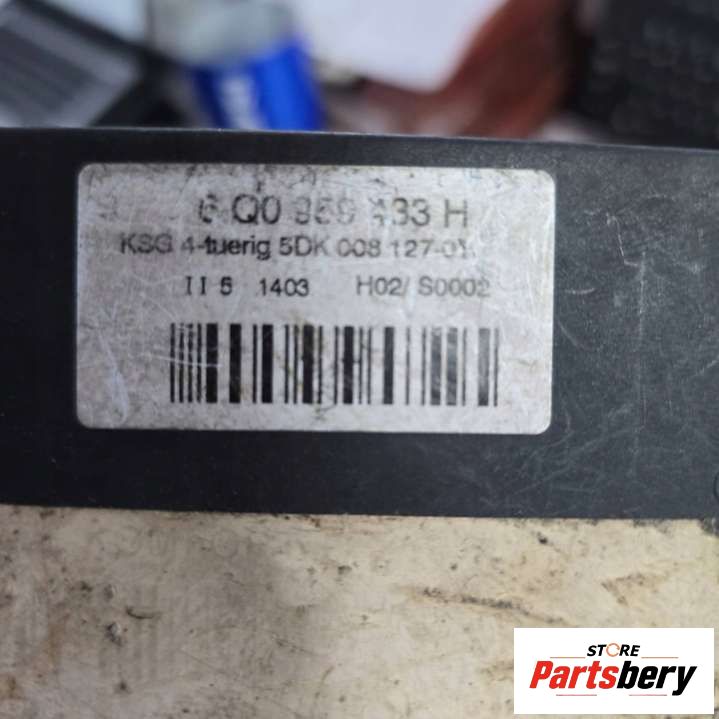 6Q0 959 433 H
KSG 4-tuerig 5DK 008 127-01
II 5 1403 H02/ S0002
STORE
Partsbery